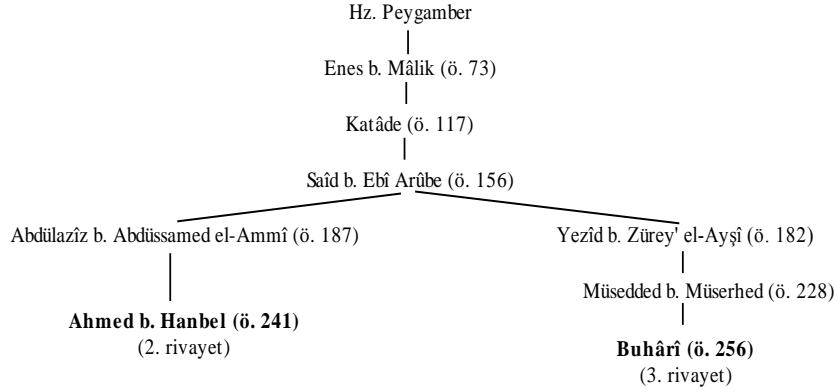 Hz. Peygamber
Enes b. Mâlik (ö. 73)
Katâde (ö. 117)
Saîd b. Ebî Arûbe (ö. 156)
Abdülazîz b. Abdüssamed el-Ammî (ö. 187)
Yezîd b. Zürey' el-Ayşî (ö. 182)
Müsedded b. Müserhed (ö. 228)
Ahmed b. Hanbel (ö. 241)
(2. rivayet)
Buhârî (ö. 256)
(3. rivayet)